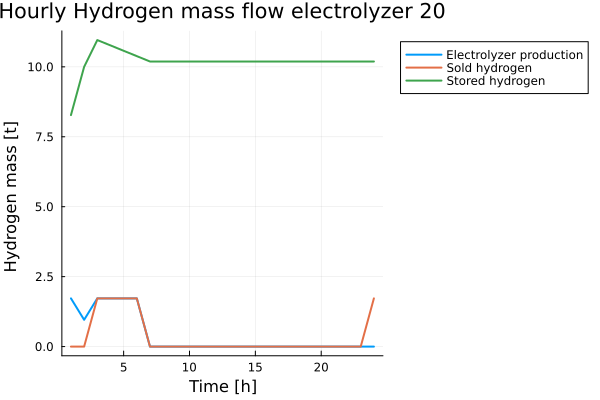 Hourly Hydrogen mass flow electrolyzer 20
Electrolyzer production
Sold hydrogen
Stored hydrogen
Hydrogen mass [t]
10.0
7.5
5.0
2.5
0.0
5 10 15 20
Time [h]